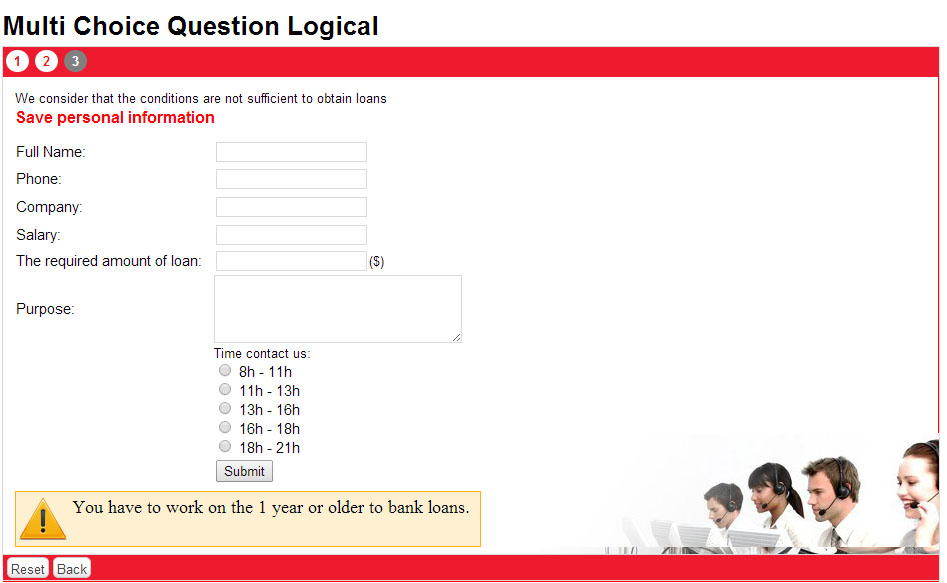 Multi Choice Question Logical
1 2 3
We consider that the conditions are not sufficient to obtain loans
Save personal information
Full Name:
Phone:
Company:
Salary:
The required amount of loan: ($)
Purpose:
Time contact us:
8h - 11h
11h - 13h
13h - 16h
16h - 18h
18h - 21h
Submit
You have to work on the 1 year or older to bank loans.
Reset Back